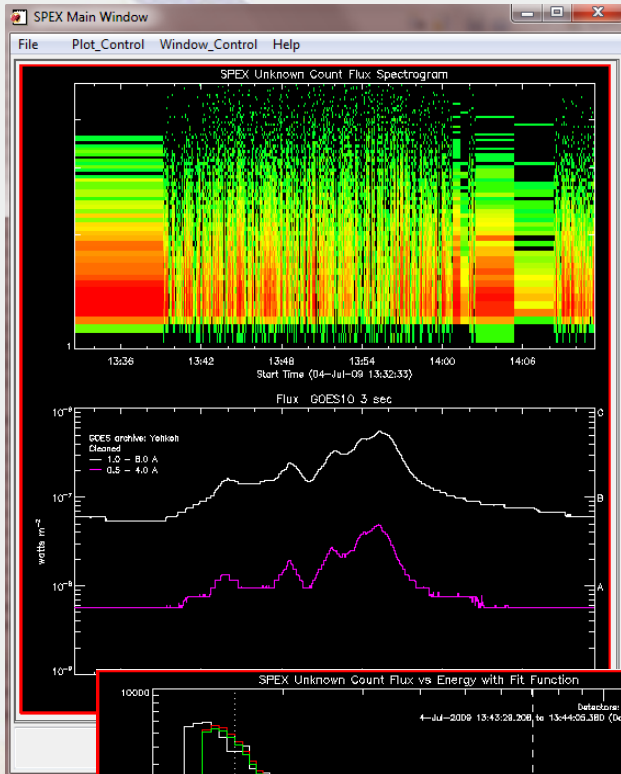 SPEX Main Window
File Plot_Control Window_Control Help
SPEX Unknown Count Flux Spectrogram
1
13:36 13:42 13:48 13:54 14:00 14:06
Start Time (04-Jul-09 13:32:33)
Flux GOES10 3 sec
10⁻⁶ C
GOES archive: Yohkoh
Cleaned
1.0 - 8.0 A
0.5 - 4.0 A
10⁻⁷ B
watts m⁻²
10⁻⁸ A
10⁻⁹
SPEX Unknown Count Flux vs Energy with Fit Function
10000
Detectors:
4-Jul-2009 13:43:29.208 to 13:44:05.380 (De